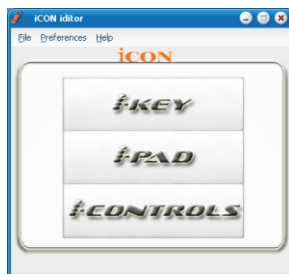 iCON iditor
File Preferences Help
iCON
i-KEY
i-PAD
i-CONTROLS